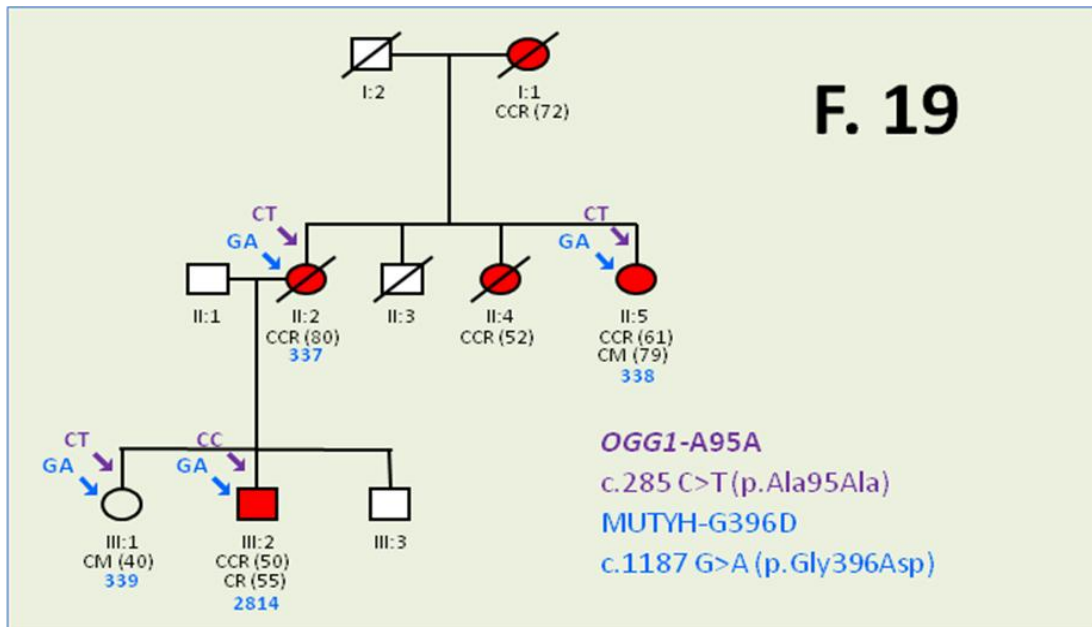 F. 19
I:2
I:1
CCR (72)
CT
GA
CT
GA
II:1
II:2
CCR (80)
337
II:3
II:4
CCR (52)
II:5
CCR (61)
CM (79)
338
CT
GA
CC
GA
III:1
CM (40)
339
III:2
CCR (50)
CR (55)
2814
III:3
OGG1-A95A
c.285 C>T (p.Ala95Ala)
MUTYH-G396D
c.1187 G>A (p.Gly396Asp)